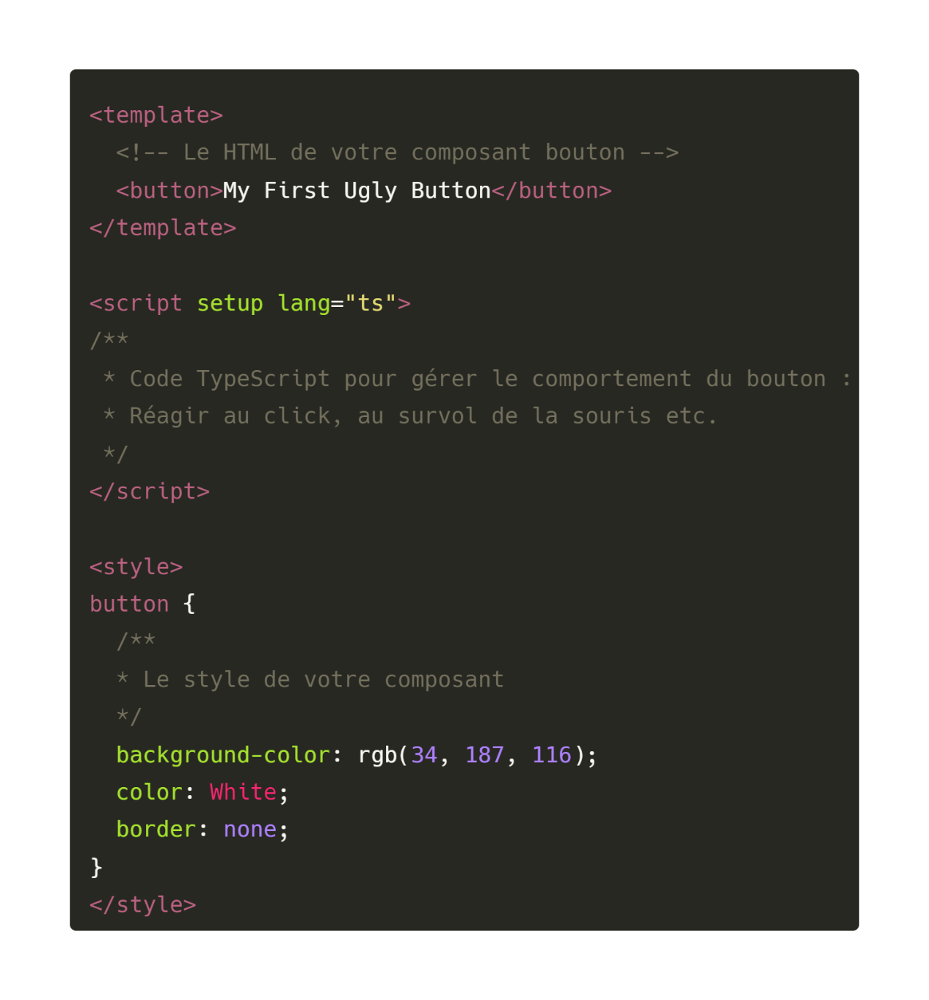 <template>
  <!-- Le HTML de votre composant bouton -->
  <button>My First Ugly Button</button>
</template>

<script setup lang="ts">
/**
 * Code TypeScript pour gérer le comportement du bouton :
 * Réagir au click, au survol de la souris etc.
 */
</script>

<style>
button {
  /**
  * Le style de votre composant
  */
  background-color: rgb(34, 187, 116);
  color: White;
  border: none;
}
</style>